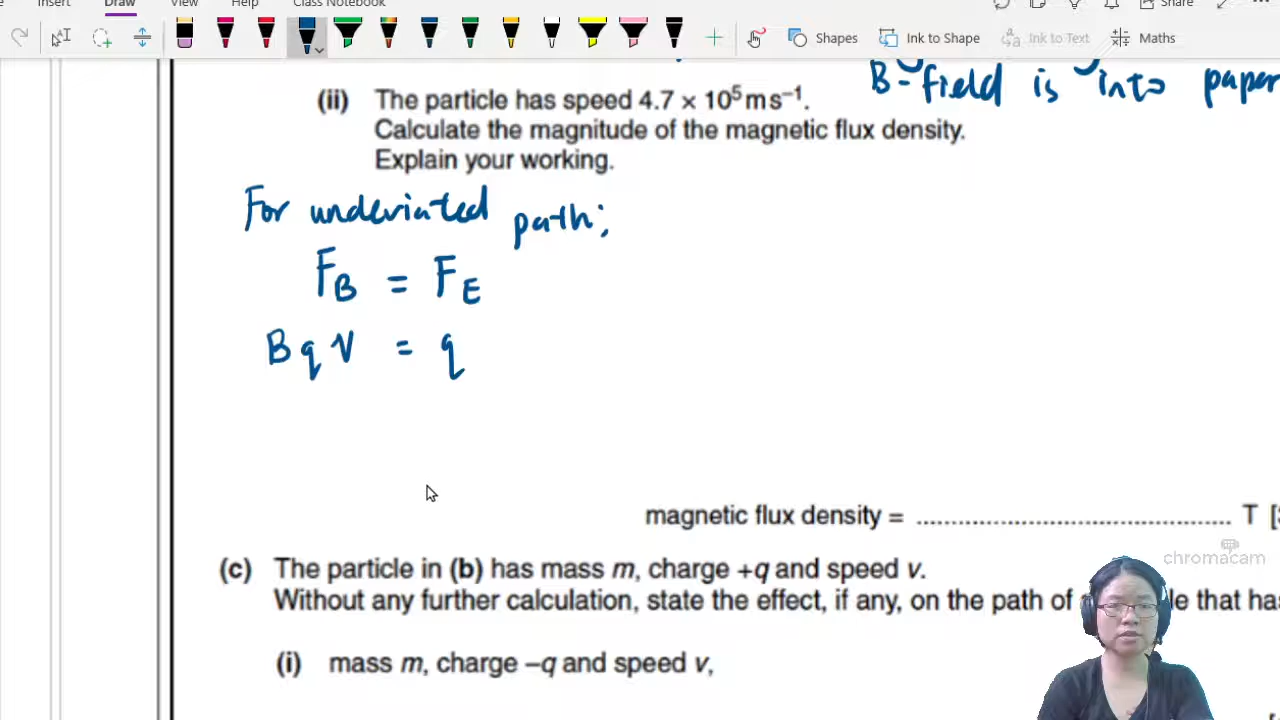 Insert Draw View Help Class Notebook Share
Shapes Ink to Shape Ink to Text Maths
B-field is into paper
(ii) The particle has speed 4.7 × 10⁵ m s⁻¹.
Calculate the magnitude of the magnetic flux density.
Explain your working.
For undeviated path;
F_B = F_E
B q v = q
magnetic flux density = .......................................... T [
chromacam
(c) The particle in (b) has mass m, charge +q and speed v.
Without any further calculation, state the effect, if any, on the path of
(i) mass m, charge –q and speed v,